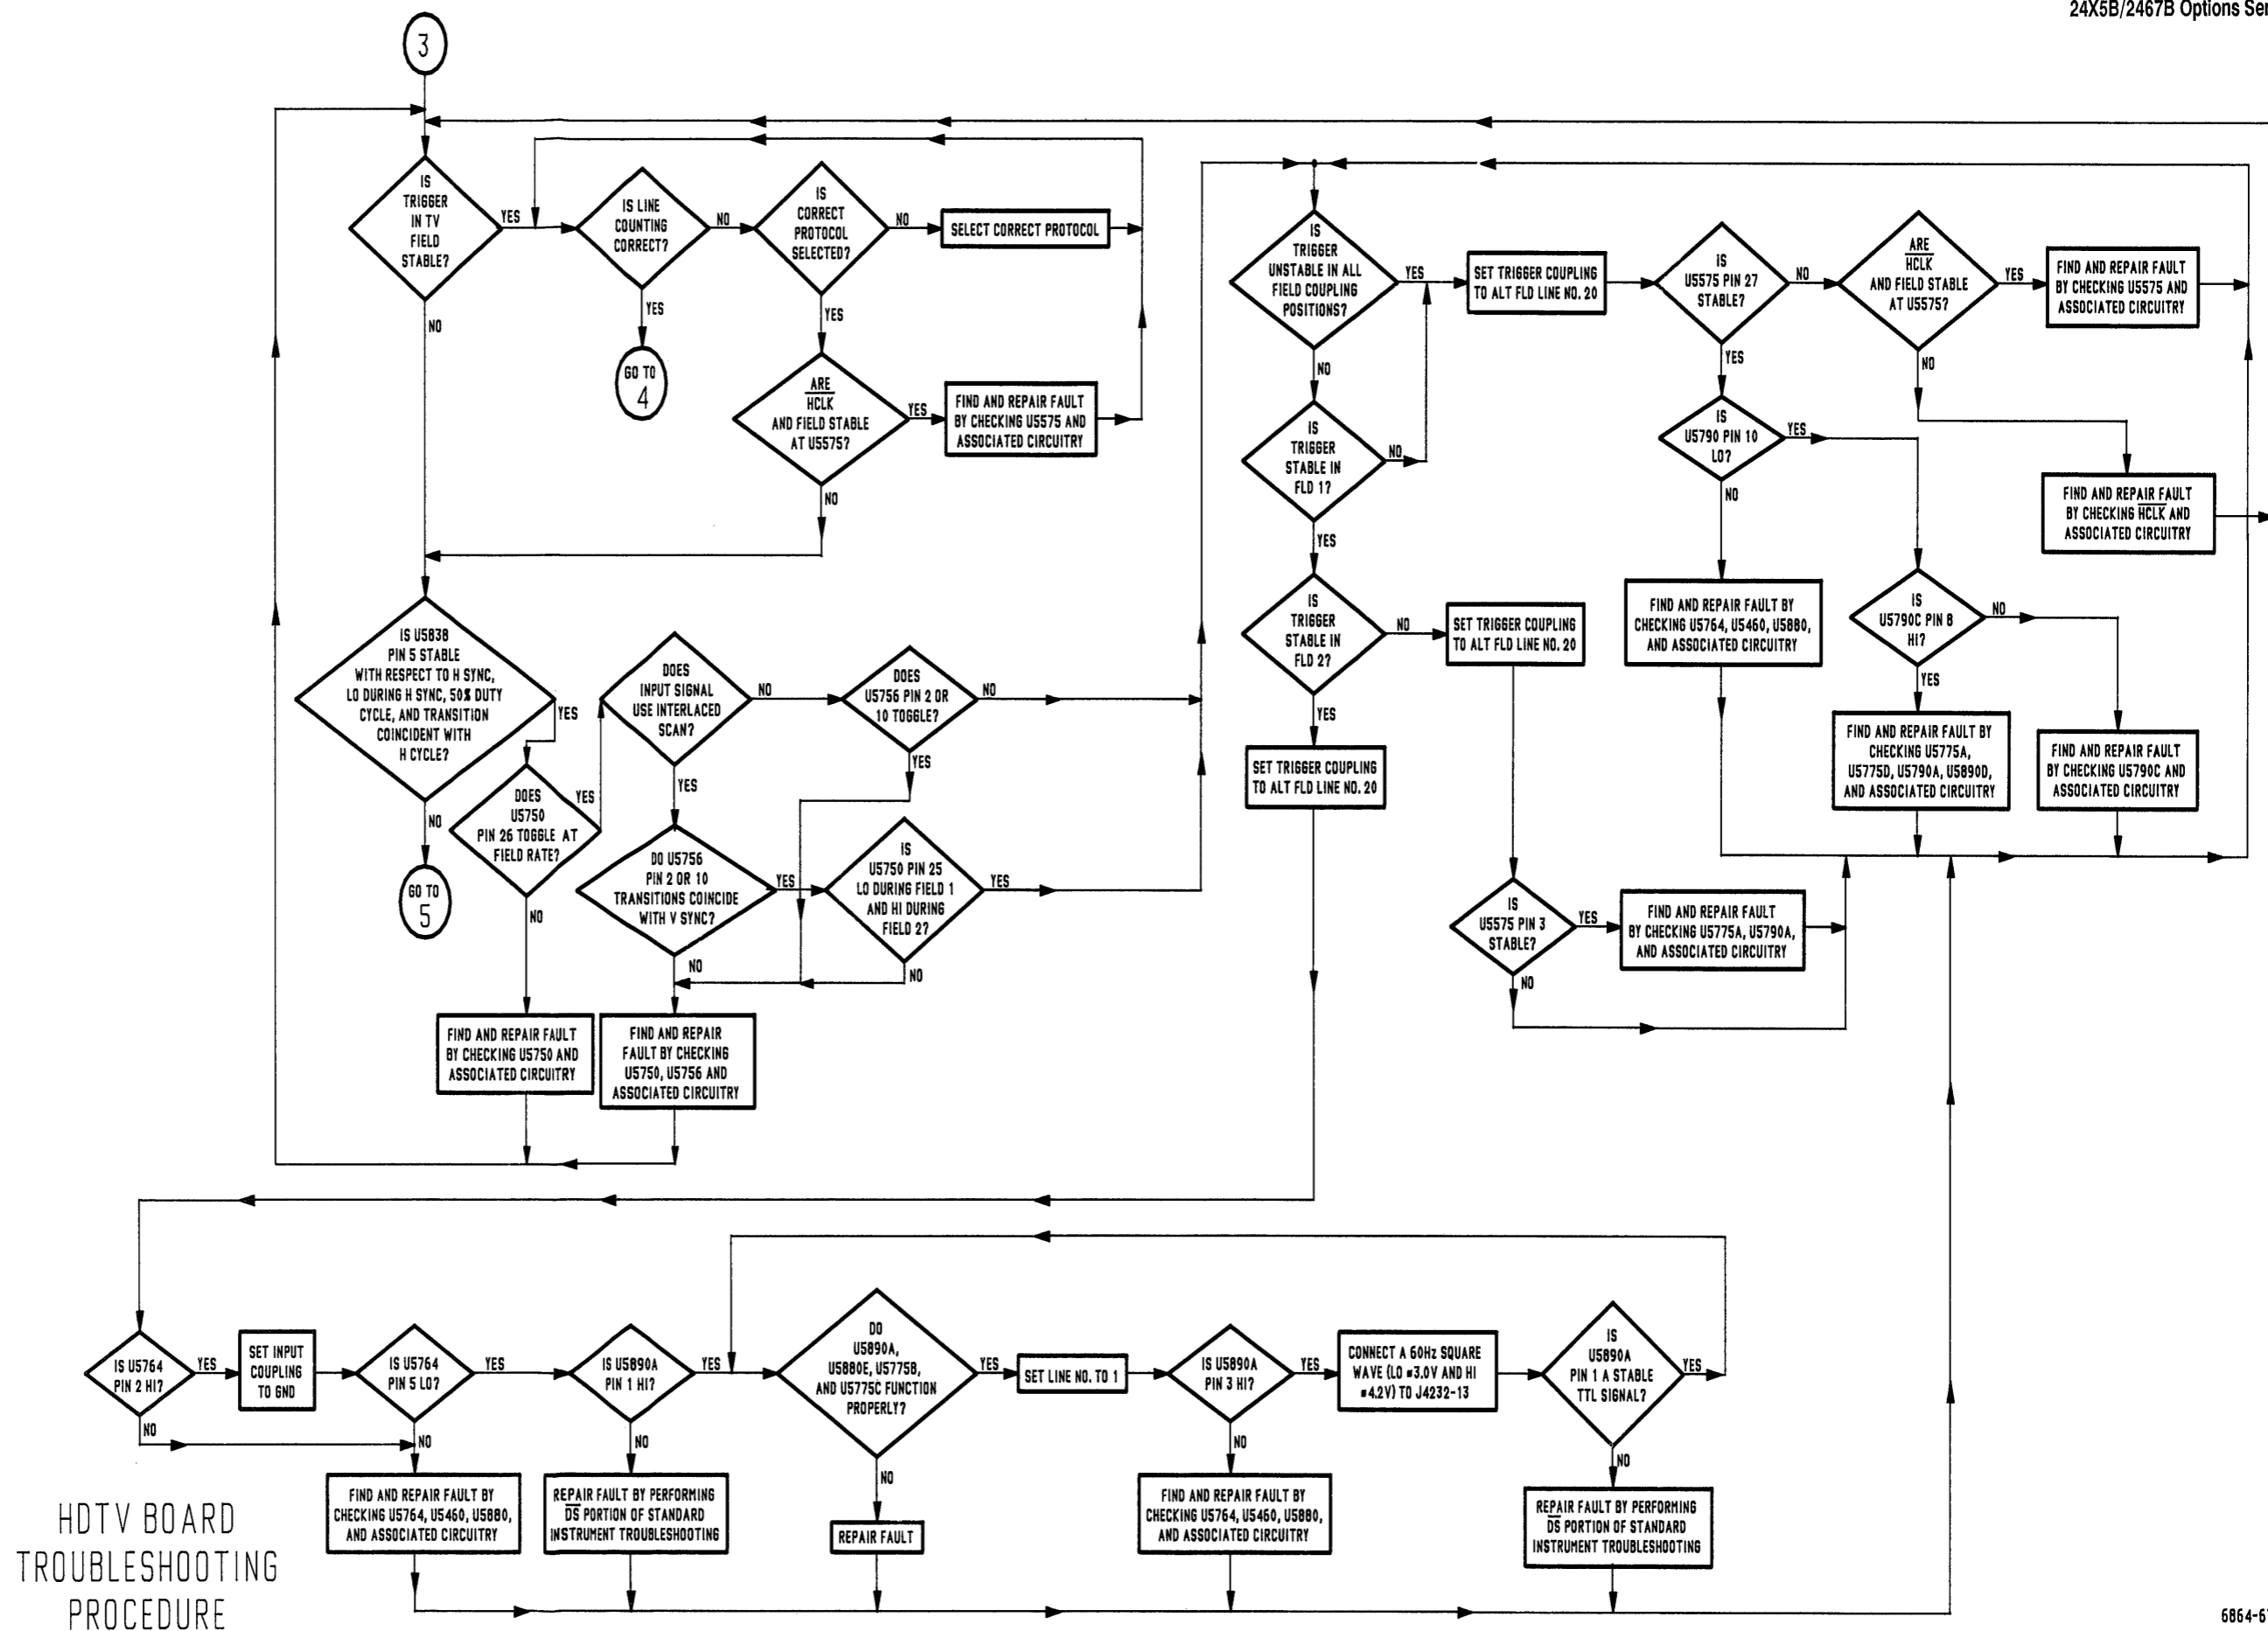 24X5B/2467B Options Ser
3
IS
TRIGGER
IN TV
FIELD
STABLE?
YES
NO
IS LINE
COUNTING
CORRECT?
NO
YES
GO TO
4
IS
CORRECT
PROTOCOL
SELECTED?
NO
YES
SELECT CORRECT PROTOCOL
ARE
HCLK
AND FIELD STABLE
AT U5575?
YES
NO
FIND AND REPAIR FAULT
BY CHECKING U5575 AND
ASSOCIATED CIRCUITRY
IS U5838
PIN 5 STABLE
WITH RESPECT TO H SYNC,
LO DURING H SYNC, 50% DUTY
CYCLE, AND TRANSITION
COINCIDENT WITH
H CYCLE?
YES
NO
GO TO
5
DOES
U5750
PIN 26 TOGGLE AT
FIELD RATE?
YES
NO
DOES
INPUT SIGNAL
USE INTERLACED
SCAN?
NO
YES
DOES
U5756 PIN 2 OR
10 TOGGLE?
NO
YES
DO U5756
PIN 2 OR 10
TRANSITIONS COINCIDE
WITH V SYNC?
YES
NO
IS
U5750 PIN 25
LO DURING FIELD 1
AND HI DURING
FIELD 2?
YES
NO
FIND AND REPAIR FAULT
BY CHECKING U5750 AND
ASSOCIATED CIRCUITRY
FIND AND REPAIR
FAULT BY CHECKING
U5750, U5756 AND
ASSOCIATED CIRCUITRY
IS
TRIGGER
UNSTABLE IN ALL
FIELD COUPLING
POSITIONS?
YES
NO
SET TRIGGER COUPLING
TO ALT FLD LINE NO. 20
IS
U5575 PIN 27
STABLE?
NO
YES
ARE
HCLK
AND FIELD STABLE
AT U5575?
YES
NO
FIND AND REPAIR FAULT
BY CHECKING U5575 AND
ASSOCIATED CIRCUITRY
IS
TRIGGER
STABLE IN
FLD 1?
NO
YES
IS
U5790 PIN 10
LO?
YES
NO
FIND AND REPAIR FAULT
BY CHECKING HCLK AND
ASSOCIATED CIRCUITRY
IS
TRIGGER
STABLE IN
FLD 2?
NO
YES
SET TRIGGER COUPLING
TO ALT FLD LINE NO. 20
FIND AND REPAIR FAULT BY
CHECKING U5764, U5460, U5880,
AND ASSOCIATED CIRCUITRY
IS
U5790C PIN 8
HI?
NO
YES
SET TRIGGER COUPLING
TO ALT FLD LINE NO. 20
FIND AND REPAIR FAULT BY
CHECKING U5775A,
U5775D, U5790A, U5890D,
AND ASSOCIATED CIRCUITRY
FIND AND REPAIR FAULT
BY CHECKING U5790C AND
ASSOCIATED CIRCUITRY
IS
U5575 PIN 3
STABLE?
YES
NO
FIND AND REPAIR FAULT
BY CHECKING U5775A, U5790A,
AND ASSOCIATED CIRCUITRY
IS U5764
PIN 2 HI?
YES
NO
SET INPUT
COUPLING
TO GND
IS U5764
PIN 5 LO?
YES
NO
IS U5890A
PIN 1 HI?
YES
NO
DO
U5890A,
U5880E, U5775B,
AND U5775C FUNCTION
PROPERLY?
YES
NO
SET LINE NO. TO 1
IS U5890A
PIN 3 HI?
YES
NO
CONNECT A 60Hz SQUARE
WAVE (LO ≈3.0V AND HI
≈4.2V) TO J4232-13
IS
U5890A
PIN 1 A STABLE
TTL SIGNAL?
YES
NO
FIND AND REPAIR FAULT BY
CHECKING U5764, U5460, U5880,
AND ASSOCIATED CIRCUITRY
REPAIR FAULT BY PERFORMING
DS PORTION OF STANDARD
INSTRUMENT TROUBLESHOOTING
REPAIR FAULT
FIND AND REPAIR FAULT BY
CHECKING U5764, U5460, U5880,
AND ASSOCIATED CIRCUITRY
REPAIR FAULT BY PERFORMING
DS PORTION OF STANDARD
INSTRUMENT TROUBLESHOOTING
HDTV BOARD
TROUBLESHOOTING
PROCEDURE